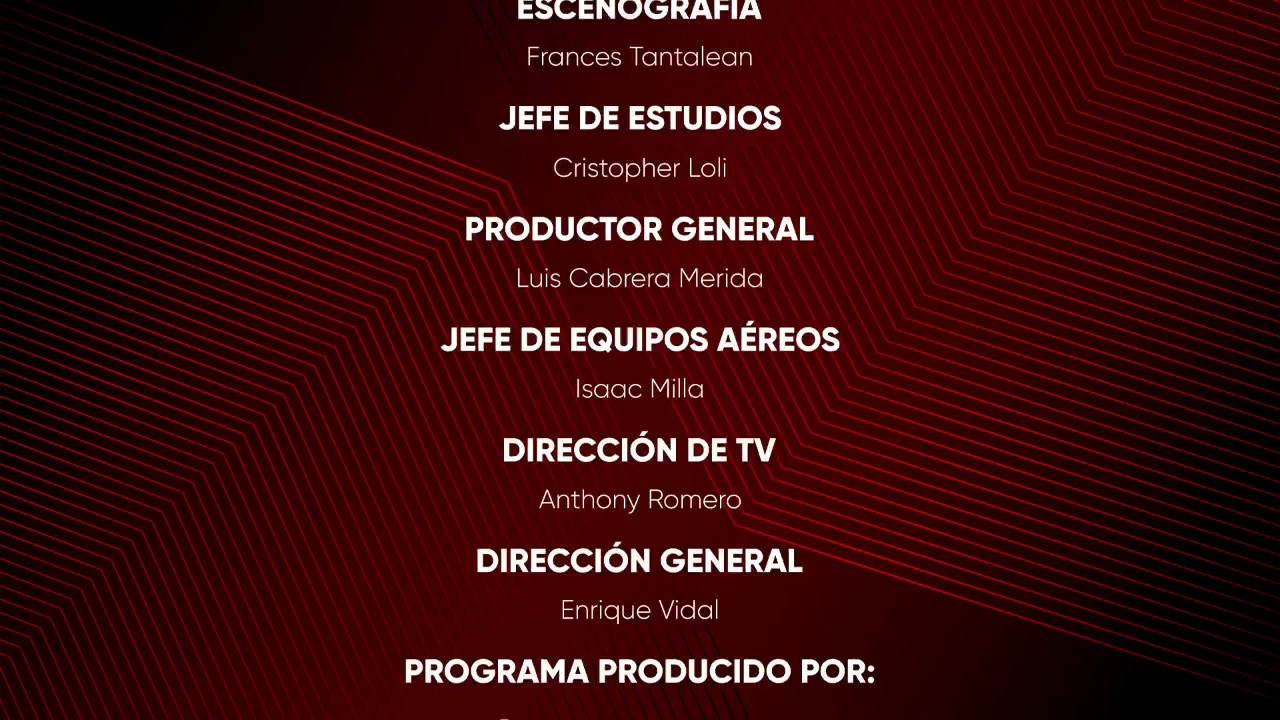 ESCENOGRAFÍA
Frances Tantalean
JEFE DE ESTUDIOS
Cristopher Loli
PRODUCTOR GENERAL
Luis Cabrera Merida
JEFE DE EQUIPOS AÉREOS
Isaac Milla
DIRECCIÓN DE TV
Anthony Romero
DIRECCIÓN GENERAL
Enrique Vidal
PROGRAMA PRODUCIDO POR: